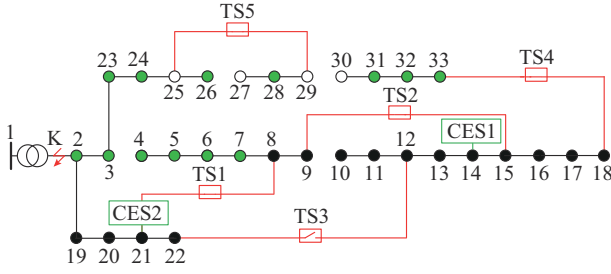 TS5
23 24 30 31 32 33
TS4
25 26 27 28 29
TS2
1 K 2 4 5 6 7 8 12 CES1
3 TS1 9 10 11 13 14 15 16 17 18
CES2
TS3
19 20 21 22